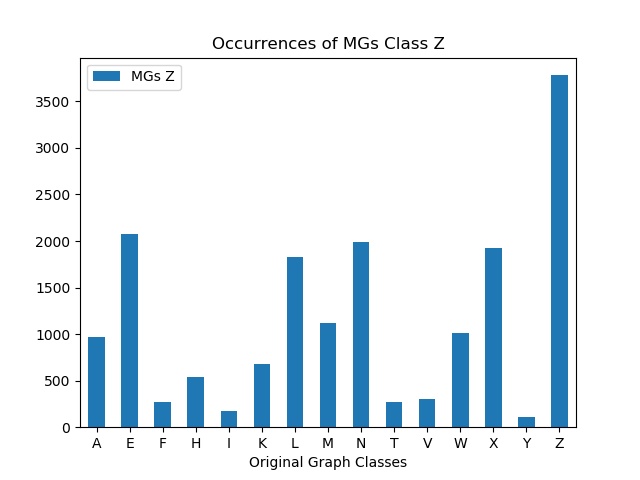 Occurrences of MGs Class Z
MGs Z
3500
3000
2500
2000
1500
1000
500
0
A E F H I K L M N T V W X Y Z
Original Graph Classes